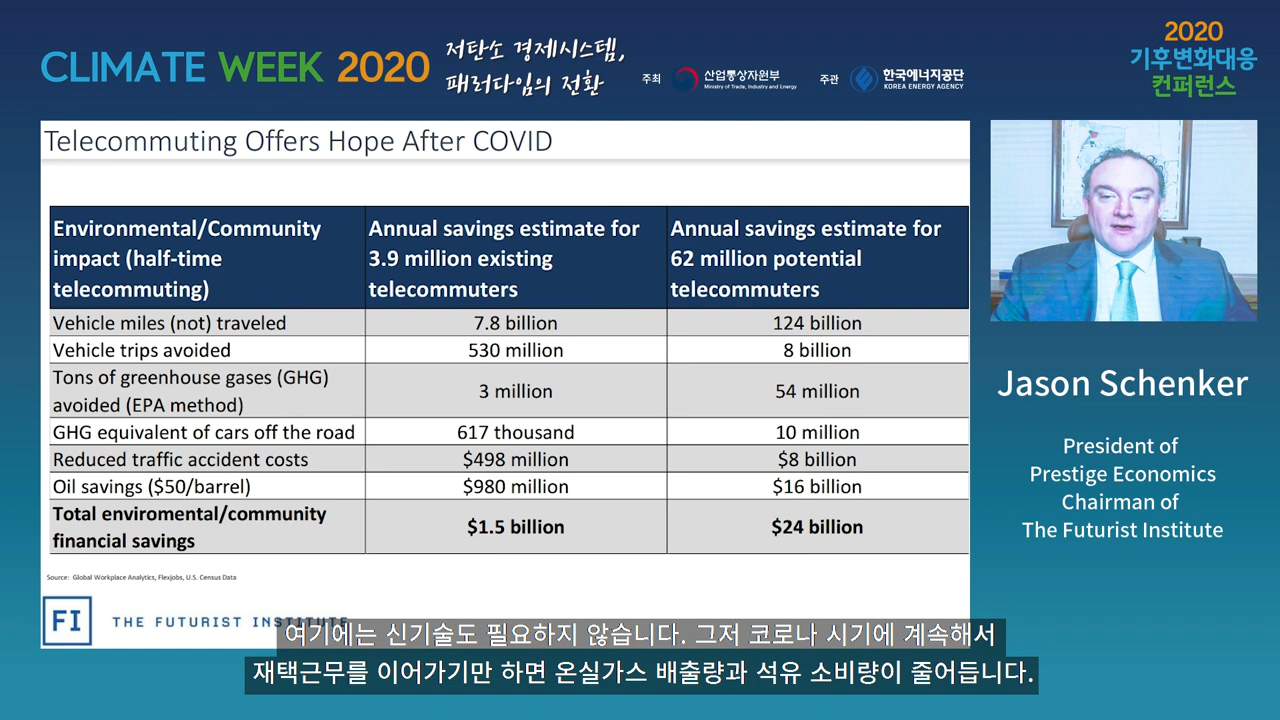 CLIMATE WEEK 2020
저탄소 경제시스템,
패러다임의 전환
주최
산업통상자원부
Ministry of Trade, Industry and Energy
주관
한국에너지공단
KOREA ENERGY AGENCY
2020
기후변화대응
컨퍼런스
Telecommuting Offers Hope After COVID
Environmental/Community impact (half-time telecommuting) Annual savings estimate for 3.9 million existing telecommuters Annual savings estimate for 62 million potential telecommuters
Vehicle miles (not) traveled 7.8 billion 124 billion
Vehicle trips avoided 530 million 8 billion
Tons of greenhouse gases (GHG) avoided (EPA method) 3 million 54 million
GHG equivalent of cars off the road 617 thousand 10 million
Reduced traffic accident costs $498 million $8 billion
Oil savings ($50/barrel) $980 million $16 billion
Total enviromental/community financial savings $1.5 billion $24 billion
Source: Global Workplace Analytics, Flexjobs, U.S. Census Data
FI THE FUTURIST INSTITUTE
Jason Schenker
President of
Prestige Economics
Chairman of
The Futurist Institute
여기에는 신기술도 필요하지 않습니다. 그저 코로나 시기에 계속해서
재택근무를 이어가기만 하면 온실가스 배출량과 석유 소비량이 줄어듭니다.